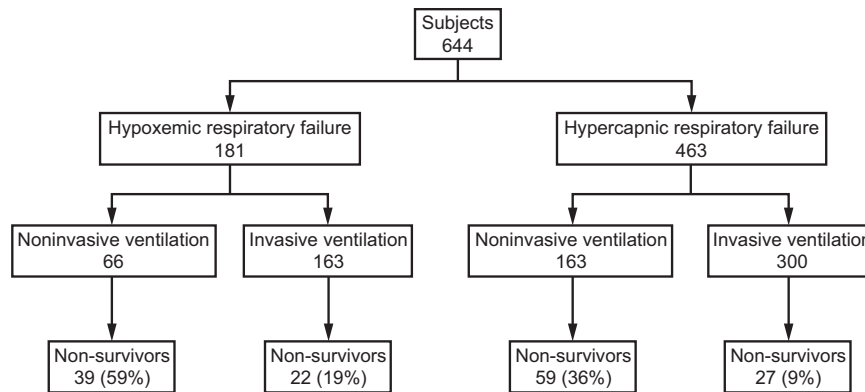 Subjects
644
Hypoxemic respiratory failure
181
Hypercapnic respiratory failure
463
Noninvasive ventilation
66
Invasive ventilation
163
Noninvasive ventilation
163
Invasive ventilation
300
Non-survivors
39 (59%)
Non-survivors
22 (19%)
Non-survivors
59 (36%)
Non-survivors
27 (9%)